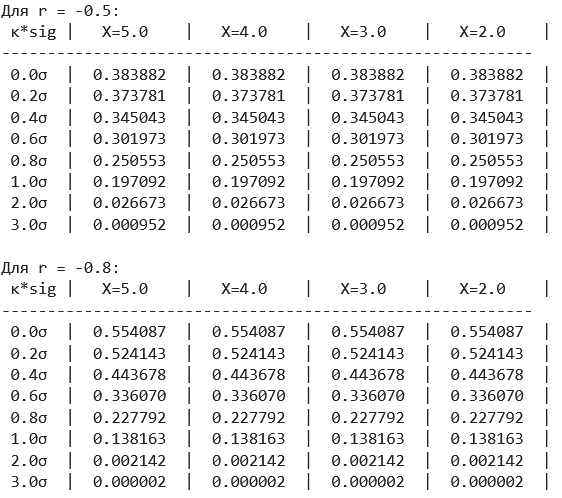 Для r = -0.5:
κ*sig |   X=5.0   |   X=4.0   |   X=3.0   |   X=2.0   |
-----------------------------------------------------
0.0σ | 0.383882 | 0.383882 | 0.383882 | 0.383882 |
0.2σ | 0.373781 | 0.373781 | 0.373781 | 0.373781 |
0.4σ | 0.345043 | 0.345043 | 0.345043 | 0.345043 |
0.6σ | 0.301973 | 0.301973 | 0.301973 | 0.301973 |
0.8σ | 0.250553 | 0.250553 | 0.250553 | 0.250553 |
1.0σ | 0.197092 | 0.197092 | 0.197092 | 0.197092 |
2.0σ | 0.026673 | 0.026673 | 0.026673 | 0.026673 |
3.0σ | 0.000952 | 0.000952 | 0.000952 | 0.000952 |
Для r = -0.8:
κ*sig |   X=5.0   |   X=4.0   |   X=3.0   |   X=2.0   |
-----------------------------------------------------
0.0σ | 0.554087 | 0.554087 | 0.554087 | 0.554087 |
0.2σ | 0.524143 | 0.524143 | 0.524143 | 0.524143 |
0.4σ | 0.443678 | 0.443678 | 0.443678 | 0.443678 |
0.6σ | 0.336070 | 0.336070 | 0.336070 | 0.336070 |
0.8σ | 0.227792 | 0.227792 | 0.227792 | 0.227792 |
1.0σ | 0.138163 | 0.138163 | 0.138163 | 0.138163 |
2.0σ | 0.002142 | 0.002142 | 0.002142 | 0.002142 |
3.0σ | 0.000002 | 0.000002 | 0.000002 | 0.000002 |